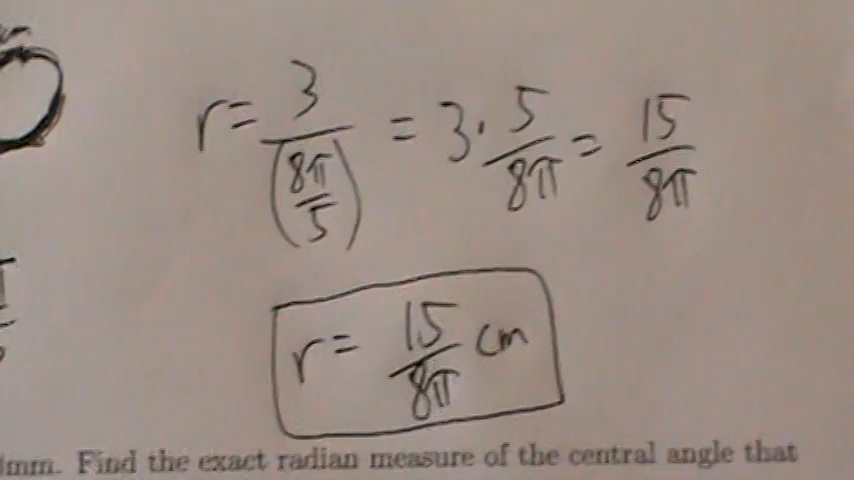 r = 3 / (8π/5) = 3 · 5/8π = 15/8π
r = 15/8π cm
mm. Find the exact radian measure of the central angle that